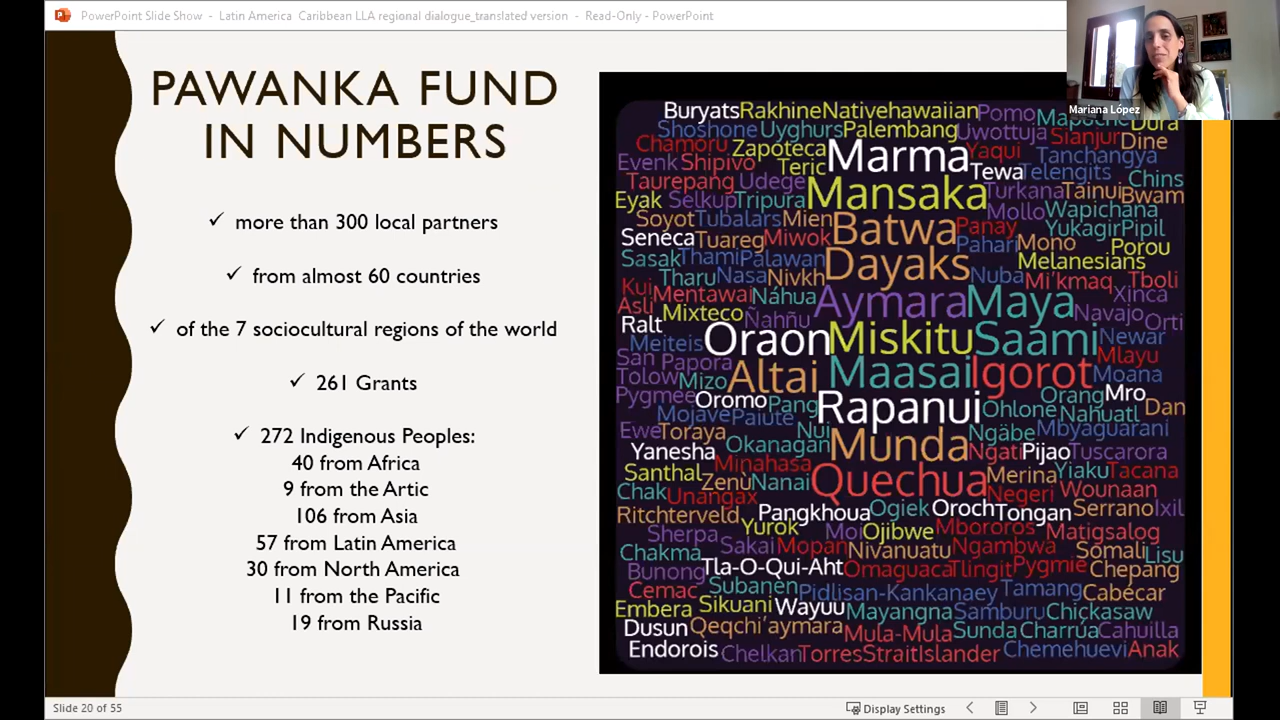 PowerPoint Slide Show - Latin America Caribbean LLA regional dialogue_translated version - Read-Only - PowerPoint
Mariana López
PAWANKA FUND
IN NUMBERS
✓ more than 300 local partners
✓ from almost 60 countries
✓ of the 7 sociocultural regions of the world
✓ 261 Grants
✓ 272 Indigenous Peoples:
40 from Africa
9 from the Artic
106 from Asia
57 from Latin America
30 from North America
11 from the Pacific
19 from Russia
Buryats Rakhine Nativehawaiian Pomo
Shoshone Uyghurs Palembang Uwottuja Sianjur Dine
Chamoru Zapoteca Marma Yaqui Tanchangya
Evenk Shipivo Teric Tewa Telengits Chins
Taurepang Udege Mansaka Turkana Tainui Bwam
Eyak Selkup Tripura Mollo Wapichana
Soyot Tubalars Mien Batwa Panay Yukagir Pipil
Seneca Tuareg Miwok Pahari Mono Porou
Sasak Thami Palawan Dayaks Melanesians
Tharu Nasa Nivkh Nuba Mi'kmaq Tboli
Kui Mentawai Náhua Aymara Maya Xinca
Asli Mixteco Ñahñu Navajo Orti
Ralt Oraon Miskitu Saami Newar
Meiteis Mlayu
San Papora Altai Maasai Igorot Moana
Tolow Mizo
Pygmee Oromo Pang Rapanui Ohlone Orang Mro Dan
Mojave Paiute Nahuatl
Ewe Toraya Nui Munda Ngäbe Mbyaguarani
Yanesha Okanagan Ngati Pijao Tuscarora
Santhal Minahasa Quechua Merina Yiaku Tacana
Chak Unangax Zenù Nanai Negeri Wounaan
Ritchterveld Pangkhoua Ogiek Oroch Tongan Serrano Ixil
Sherpa Yurok Moi Ojibwe Mbororos Matigsalog
Chakma Sakai Mopan Nivanuatu Ngambwa Somali Lisu
Bunong Tla-O-Qui-Aht Omaguaca Tlingit Pygmie Chepang
Cemac Subanen Pidlisan-Kankanaey Tamang Cabécar
Embera Sikuani Wayuu Mayangna Samburu Chickasaw
Dusun Qeqchi'aymara Mula-Mula Sunda Charrúa Cahuilla
Endorois Chelkan TorresStraitIslander Chemehuevi Anak
Slide 20 of 55
Display Settings